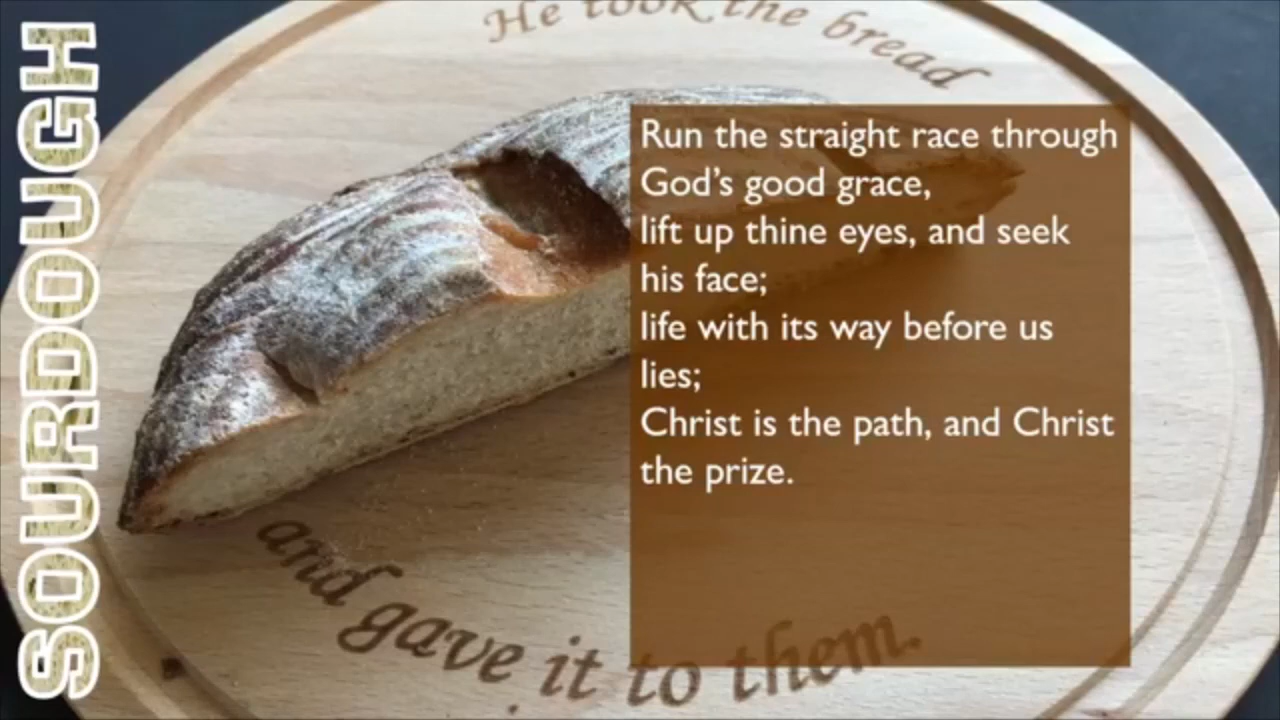 SOURDOUGH
He took the bread
Run the straight race through
God's good grace,
lift up thine eyes, and seek
his face;
life with its way before us
lies;
Christ is the path, and Christ
the prize.
and gave it to them.